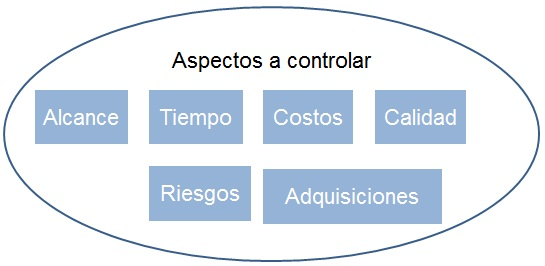 Aspectos a controlar
Alcance Tiempo Costos Calidad
Riesgos Adquisiciones